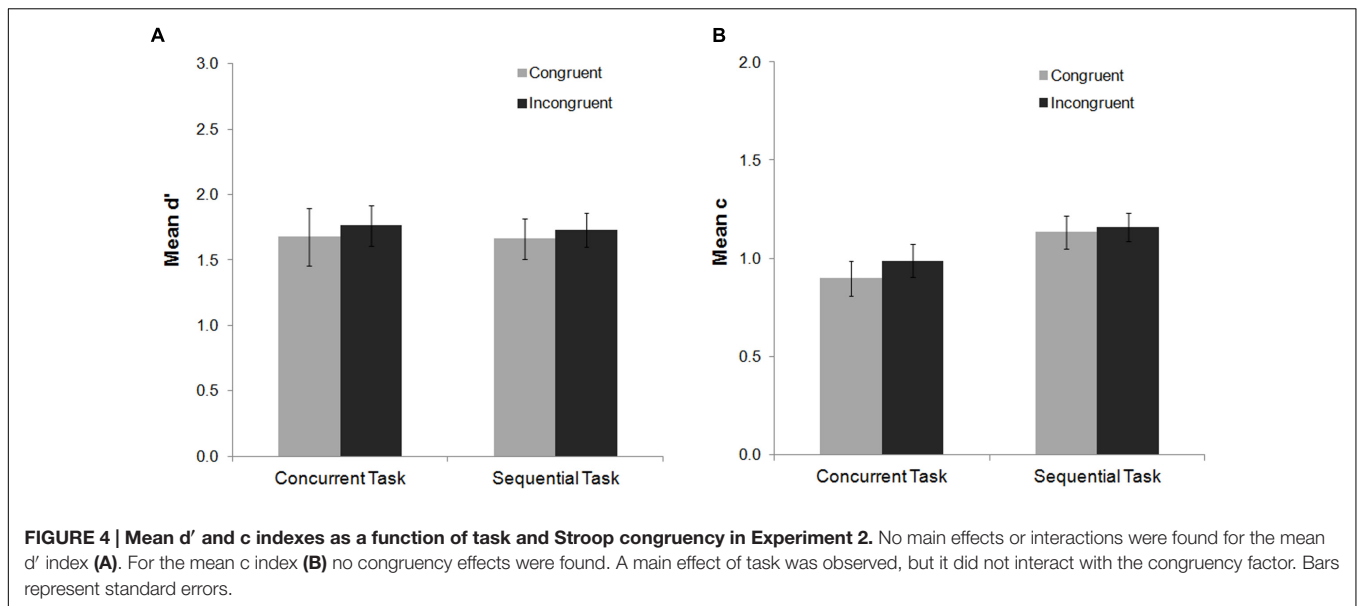 A
3.0
2.5
2.0
1.5
1.0
0.5
0.0
Mean d'
Congruent
Incongruent
Concurrent Task
Sequential Task
B
2.0
1.5
1.0
0.5
0.0
Mean c
Congruent
Incongruent
Concurrent Task
Sequential Task
FIGURE 4 | Mean d′ and c indexes as a function of task and Stroop congruency in Experiment 2. No main effects or interactions were found for the mean
d′ index (A). For the mean c index (B) no congruency effects were found. A main effect of task was observed, but it did not interact with the congruency factor. Bars
represent standard errors.